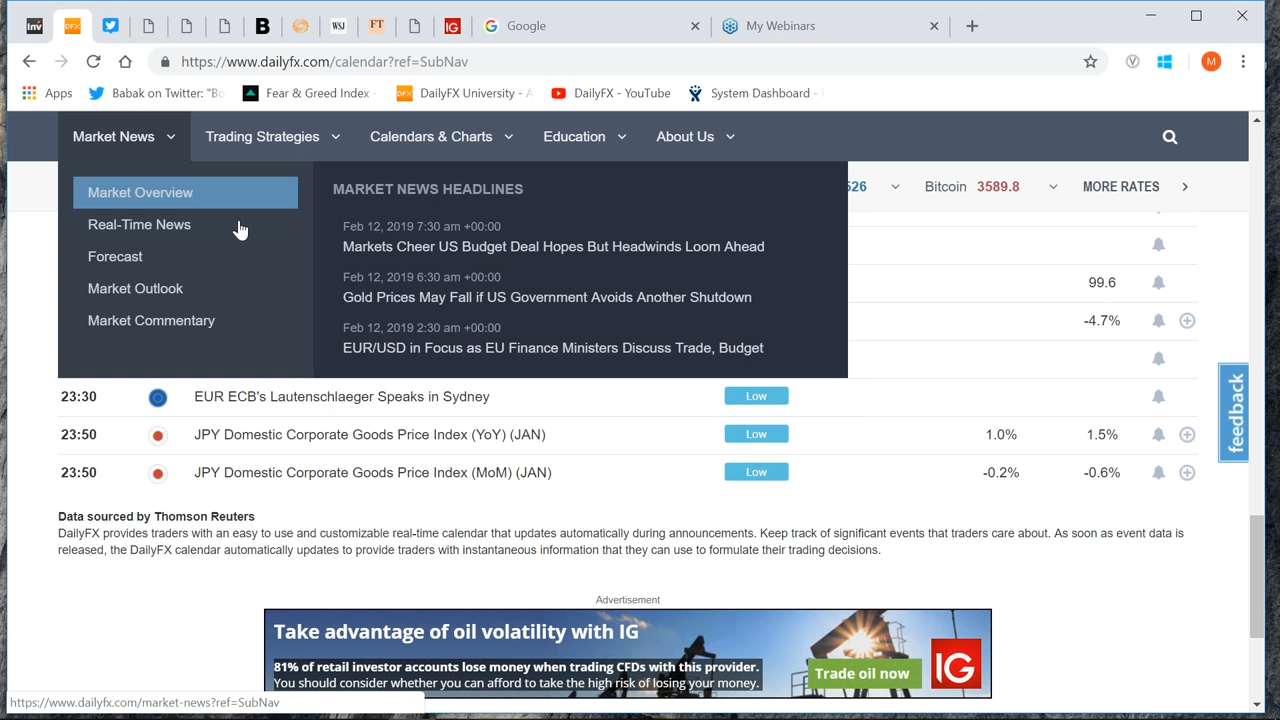 Inv
DFX
B
WSJ
FT
IG
Google
My Webinars
https://www.dailyfx.com/calendar?ref=SubNav
V
M
Apps
Babak on Twitter: "Bo
Fear & Greed Index -
DFX
DailyFX University - A
DailyFX - YouTube
System Dashboard -
Market News
Trading Strategies
Calendars & Charts
Education
About Us
Market Overview
Real-Time News
Forecast
Market Outlook
Market Commentary
MARKET NEWS HEADLINES
Feb 12, 2019 7:30 am +00:00
Markets Cheer US Budget Deal Hopes But Headwinds Loom Ahead
Feb 12, 2019 6:30 am +00:00
Gold Prices May Fall if US Government Avoids Another Shutdown
Feb 12, 2019 2:30 am +00:00
EUR/USD in Focus as EU Finance Ministers Discuss Trade, Budget
526
Bitcoin 3589.8
MORE RATES
99.6
-4.7%
23:30 EUR ECB's Lautenschlaeger Speaks in Sydney Low
23:50 JPY Domestic Corporate Goods Price Index (YoY) (JAN) Low 1.0% 1.5%
23:50 JPY Domestic Corporate Goods Price Index (MoM) (JAN) Low -0.2% -0.6%
feedback
Data sourced by Thomson Reuters
DailyFX provides traders with an easy to use and customizable real-time calendar that updates automatically during announcements. Keep track of significant events that traders care about. As soon as event data is
released, the DailyFX calendar automatically updates to provide traders with instantaneous information that they can use to formulate their trading decisions.
Advertisement
Take advantage of oil volatility with IG
81% of retail investor accounts lose money when trading CFDs with this provider.
You should consider whether you can afford to take the high risk of losing your money.
Trade oil now
IG
https://www.dailyfx.com/market-news?ref=SubNav